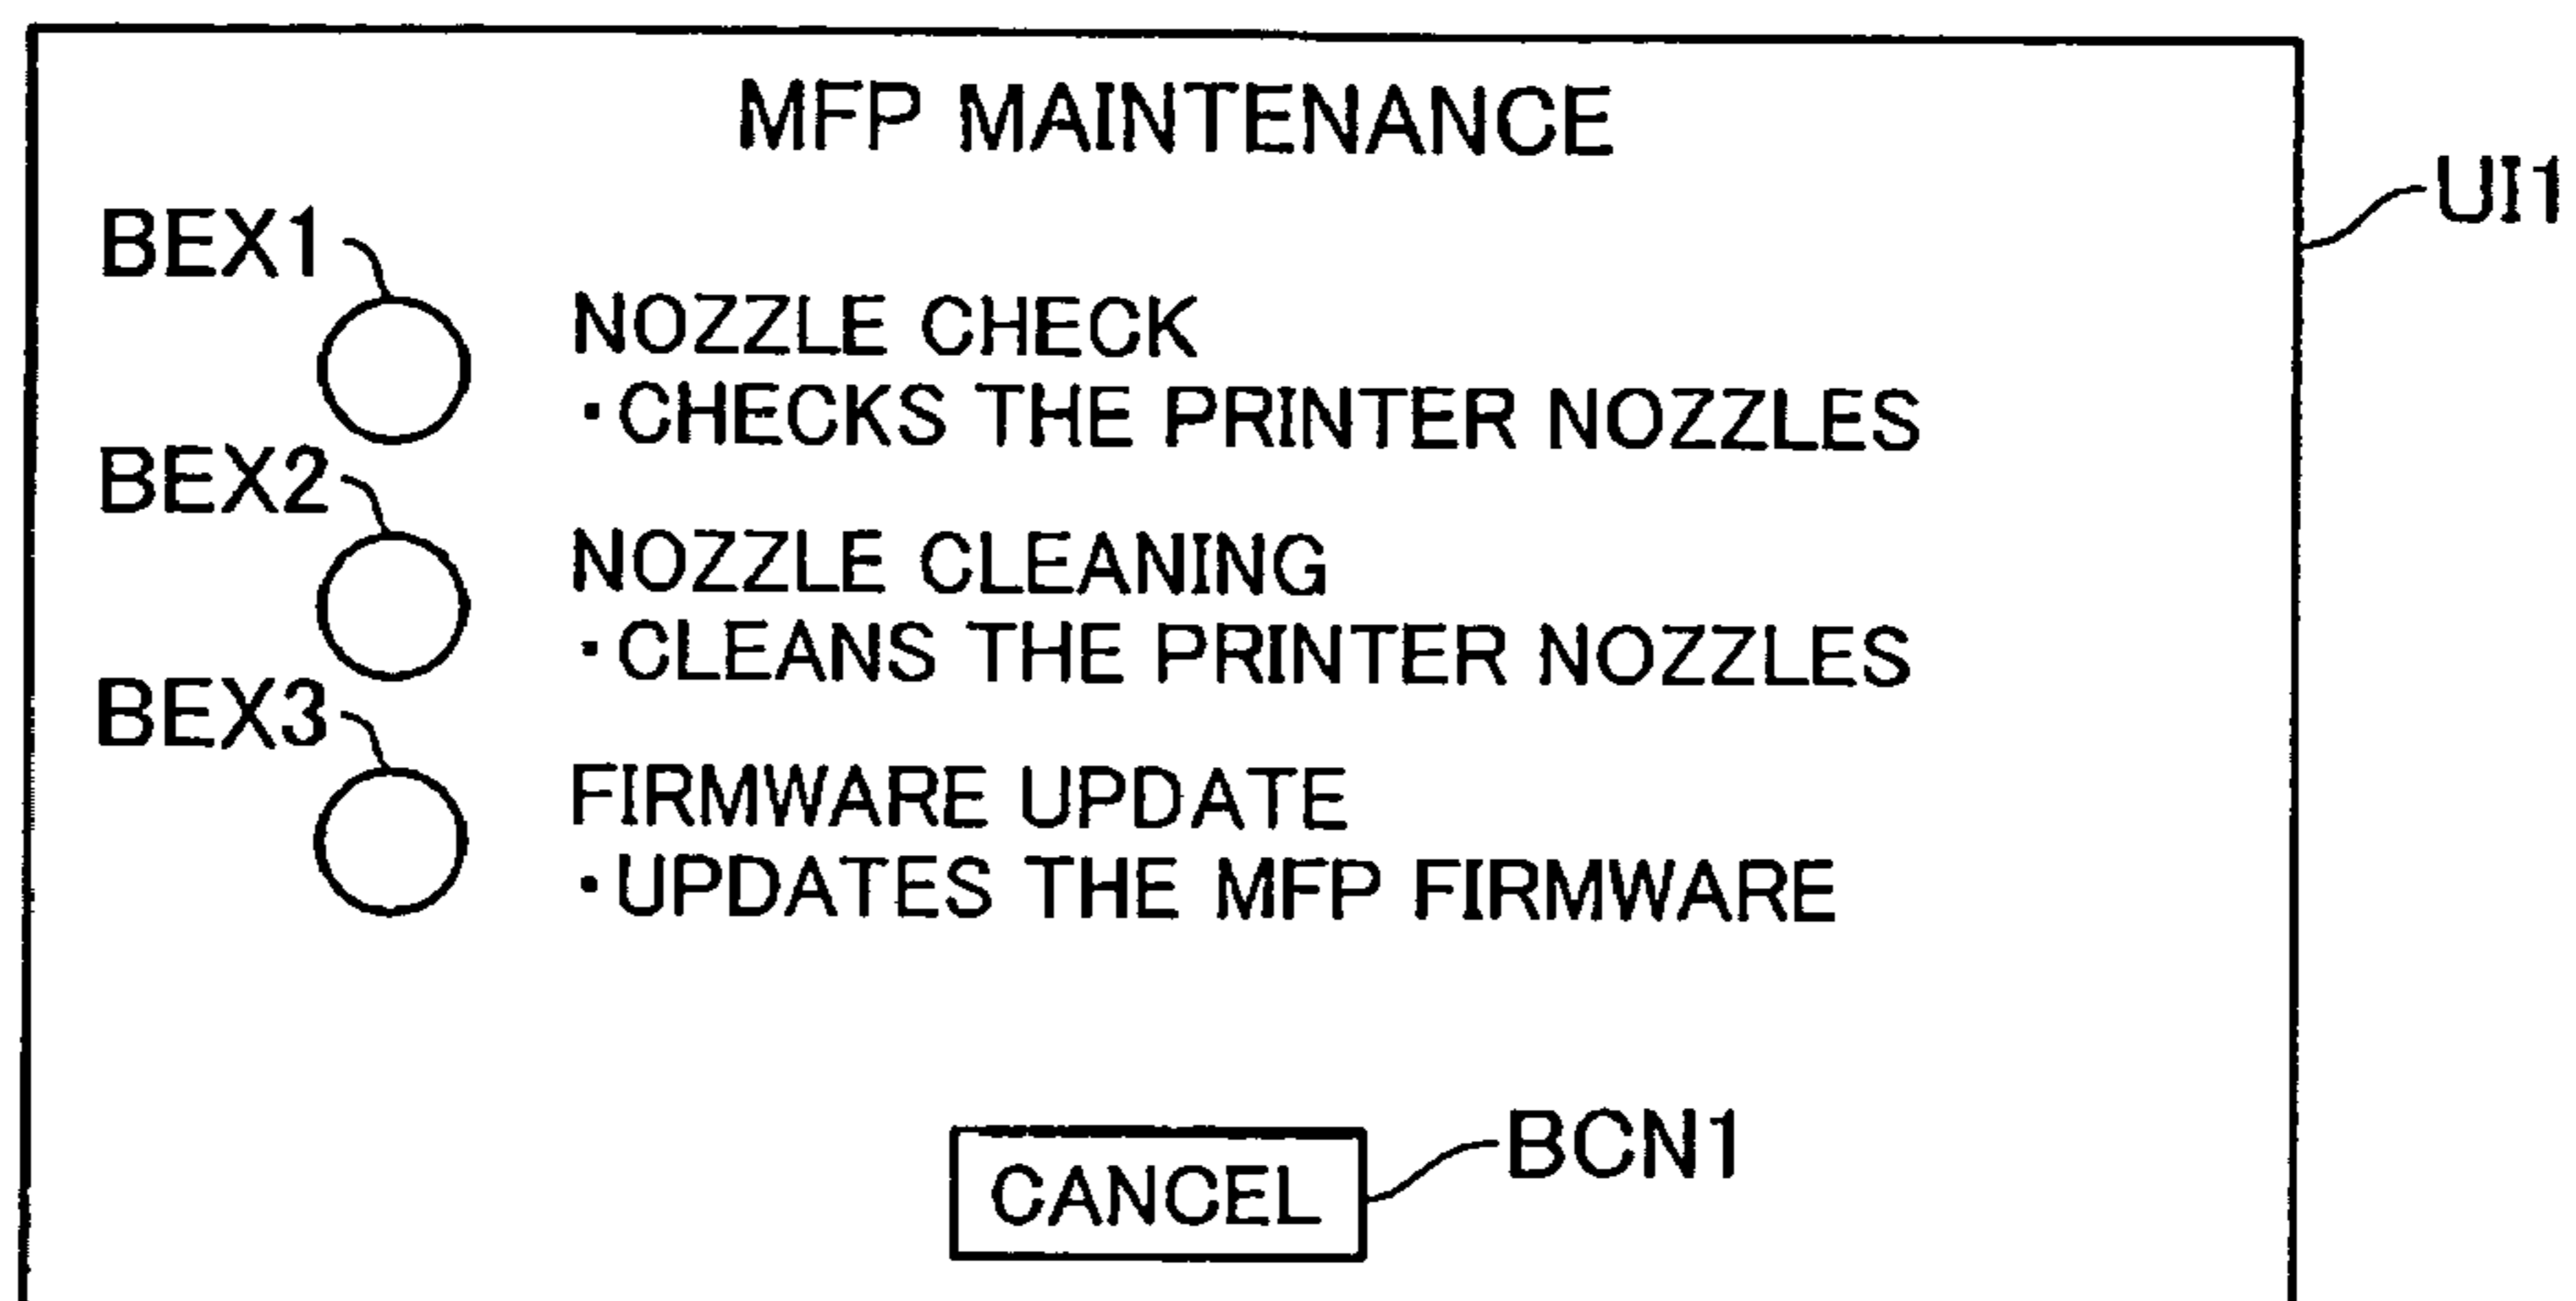 MFP MAINTENANCE
UI1
BEX1
NOZZLE CHECK
・CHECKS THE PRINTER NOZZLES
BEX2
NOZZLE CLEANING
・CLEANS THE PRINTER NOZZLES
BEX3
FIRMWARE UPDATE
・UPDATES THE MFP FIRMWARE
CANCEL
BCN1